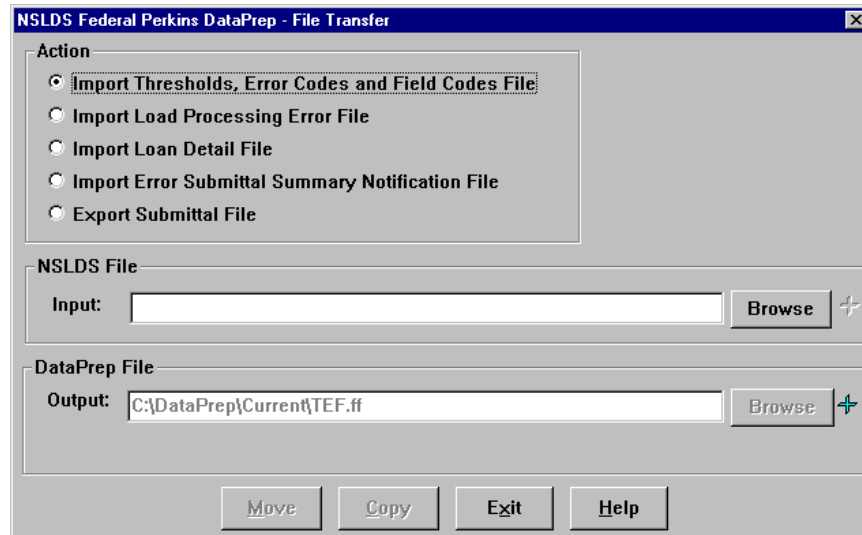 NSLDS Federal Perkins DataPrep - File Transfer
Action
Import Thresholds, Error Codes and Field Codes File
Import Load Processing Error File
Import Loan Detail File
Import Error Submittal Summary Notification File
Export Submittal File
NSLDS File
Input: Browse
DataPrep File
Output: C:\DataPrep\Current\TEF.ff Browse
Move Copy Exit Help